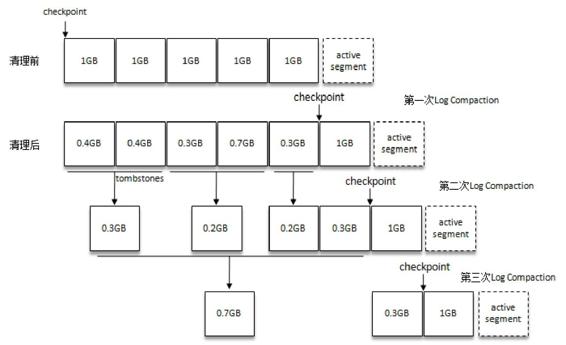 checkpoint
清理前
1GB 1GB 1GB 1GB 1GB active segment
checkpoint 第一次Log Compaction
清理后
0.4GB 0.4GB 0.3GB 0.7GB 0.3GB 1GB active segment
tombstones
checkpoint 第二次Log Compaction
0.3GB 0.2GB 0.2GB 0.3GB 1GB active segment
checkpoint 第三次Log Compaction
0.7GB 0.3GB 1GB active segment